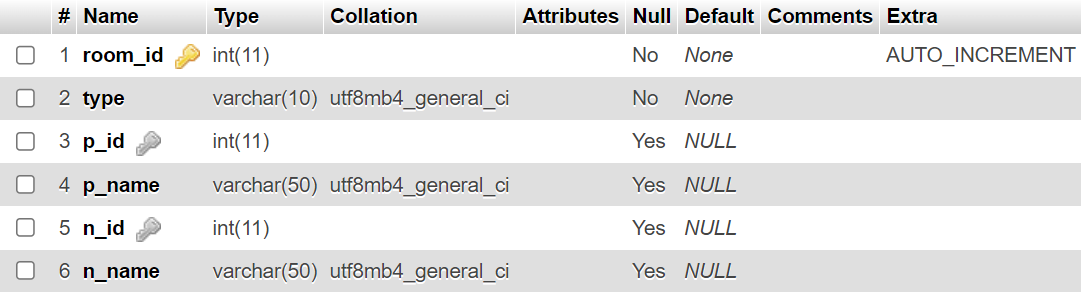 # Name Type Collation Attributes Null Default Comments Extra
1 room_id int(11) No None AUTO_INCREMENT
2 type varchar(10) utf8mb4_general_ci No None
3 p_id int(11) Yes NULL
4 p_name varchar(50) utf8mb4_general_ci Yes NULL
5 n_id int(11) Yes NULL
6 n_name varchar(50) utf8mb4_general_ci Yes NULL